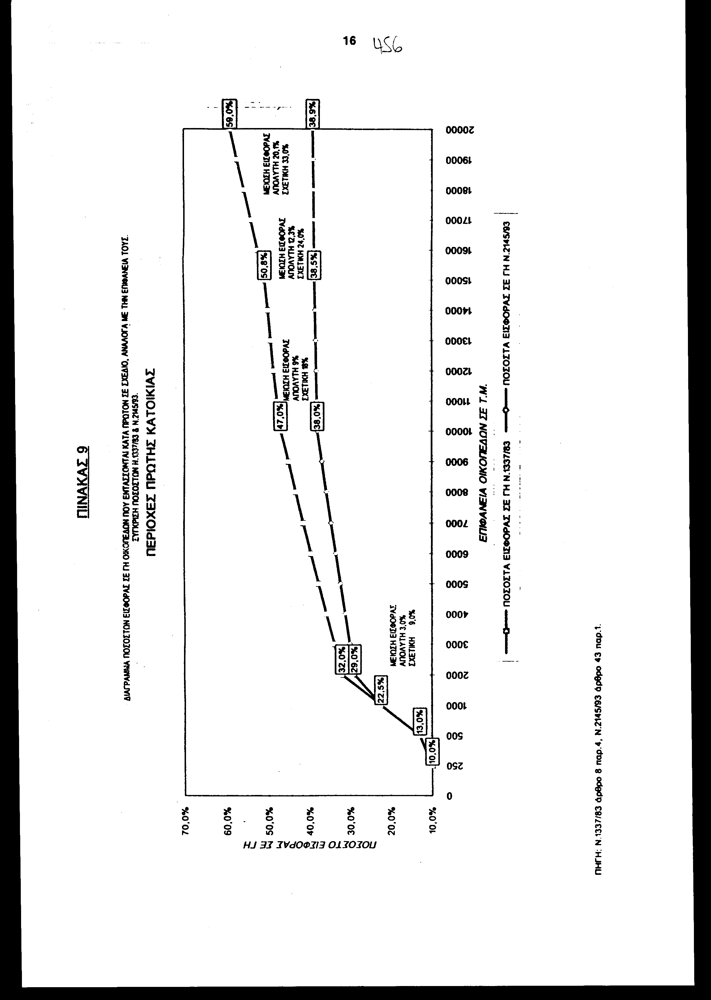 16 456
ΠΙΝΑΚΑΣ 9
ΔΙΑΓΡΑΜΜΑ ΠΟΣΟΣΤΩΝ ΕΙΣΦΟΡΑΣ ΣΕ ΓΗ ΟΙΚΟΠΕΔΩΝ ΠΟΥ ΕΝΤΑΣΣΟΝΤΑΙ ΚΑΤΑ ΠΡΩΤΟΝ ΣΕ ΣΧΕΔΙΟ, ΑΝΑΛΟΓΑ ΜΕ ΤΗΝ ΕΠΙΦΑΝΕΙΑ ΤΟΥΣ.
ΣΥΓΚΡΙΣΗ ΠΟΣΟΣΤΩΝ Ν.1337/83 & Ν.2145/93.
ΠΕΡΙΟΧΕΣ ΠΡΩΤΗΣ ΚΑΤΟΙΚΙΑΣ
ΠΟΣΟΣΤΟ ΕΙΣΦΟΡΑΣ ΣΕ ΓΗ
70,0%
60,0%
50,0%
40,0%
30,0%
20,0%
10,0%
59,0%
50,8%
47,0%
32,0%
38,9%
38,5%
38,0%
29,0%
22,5%
13,0%
10,0%
ΜΕΙΩΣΗ ΕΙΣΦΟΡΑΣ
ΑΠΟΛΥΤΗ 20,1%
ΣΧΕΤΙΚΗ 33,0%
ΜΕΙΩΣΗ ΕΙΣΦΟΡΑΣ
ΑΠΟΛΥΤΗ 12,3%
ΣΧΕΤΙΚΗ 24,0%
ΜΕΙΩΣΗ ΕΙΣΦΟΡΑΣ
ΑΠΟΛΥΤΗ 9%
ΣΧΕΤΙΚΗ 18%
ΜΕΙΩΣΗ ΕΙΣΦΟΡΑΣ
ΑΠΟΛΥΤΗ 3,0%
ΣΧΕΤΙΚΗ 9,0%
0 250 500 1000 2000 3000 4000 5000 6000 7000 8000 9000 10000 11000 12000 13000 14000 15000 16000 17000 18000 19000 20000
ΕΠΙΦΑΝΕΙΑ ΟΙΚΟΠΕΔΩΝ ΣΕ Τ.Μ.
ΠΟΣΟΣΤΑ ΕΙΣΦΟΡΑΣ ΣΕ ΓΗ Ν.1337/83 ΠΟΣΟΣΤΑ ΕΙΣΦΟΡΑΣ ΣΕ ΓΗ Ν.2145/93
ΠΗΓΗ: Ν.1337/83 άρθρο 8 παρ.4, Ν.2145/93 άρθρο 43 παρ.1.